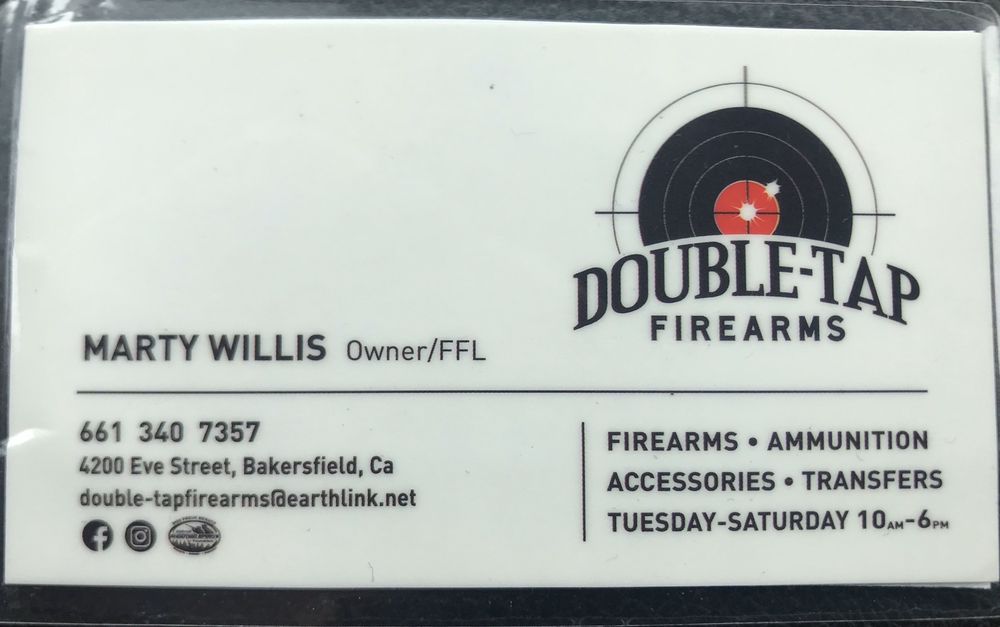 DOUBLE-TAP
FIREARMS
MARTY WILLIS Owner/FFL
661 340 7357
4200 Eve Street, Bakersfield, Ca
double-tapfirearms@earthlink.net
FIREARMS • AMMUNITION
ACCESSORIES • TRANSFERS
TUESDAY-SATURDAY 10AM-6PM